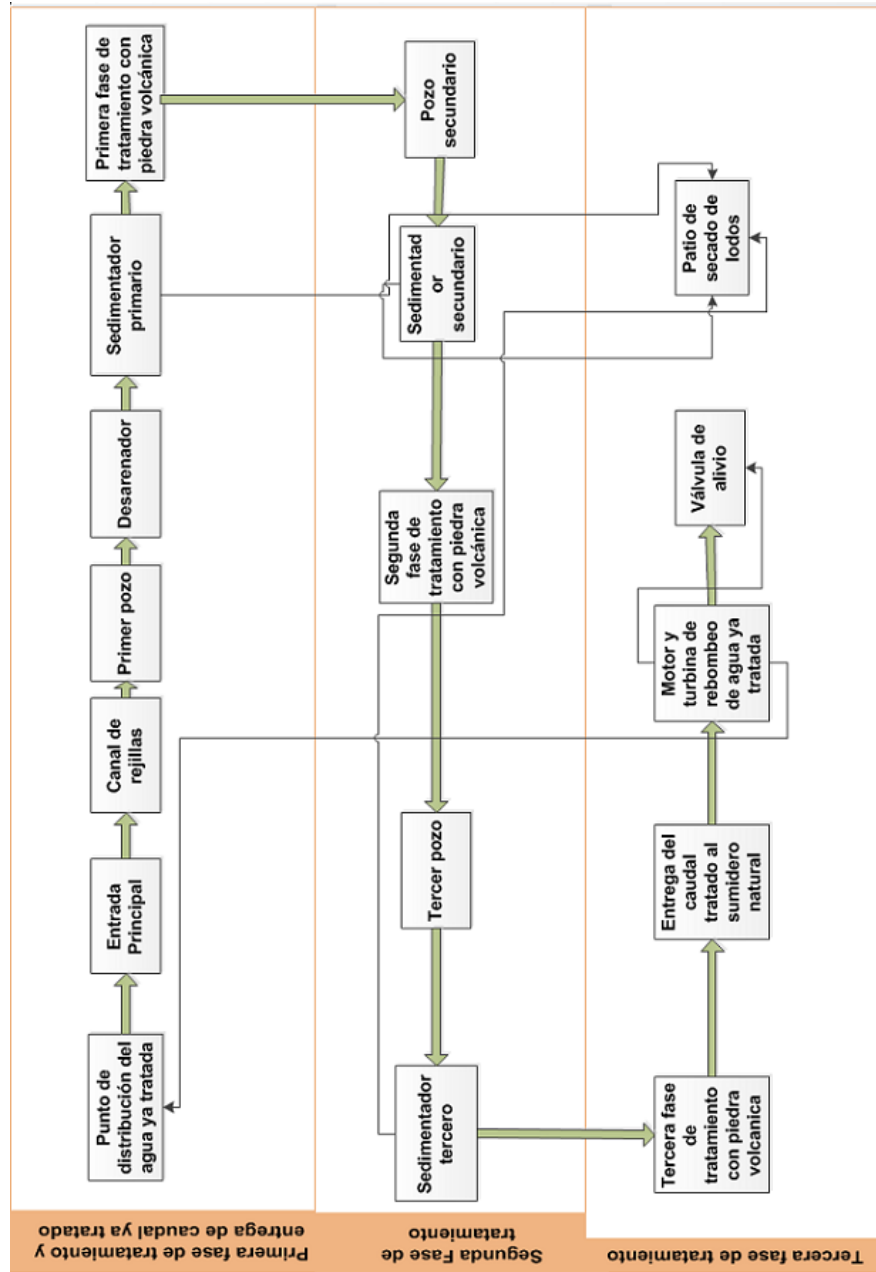 Primera fase de tratamiento y
entrega de caudal ya tratado
Punto de
distribución del
agua ya tratada
Entrada
Principal
Canal de
rejillas
Primer pozo
Desarenador
Sedimentador
primario
Primera fase de
tratamiento con
piedra volcánica
Segunda Fase de
tratamiento
Sedimentador
tercero
Tercer pozo
Segunda
fase de
tratamiento
con piedra
volcánica
Sedimentad
or
secundario
Pozo
secundario
Tercera fase de tratamiento
Tercera fase
de
tratamiento
con piedra
volcanica
Entrega del
caudal
tratado al
sumidero
natural
Motor y
turbina de
rebombeo
de agua ya
tratada
Válvula de
alivio
Patio de
secado de
lodos